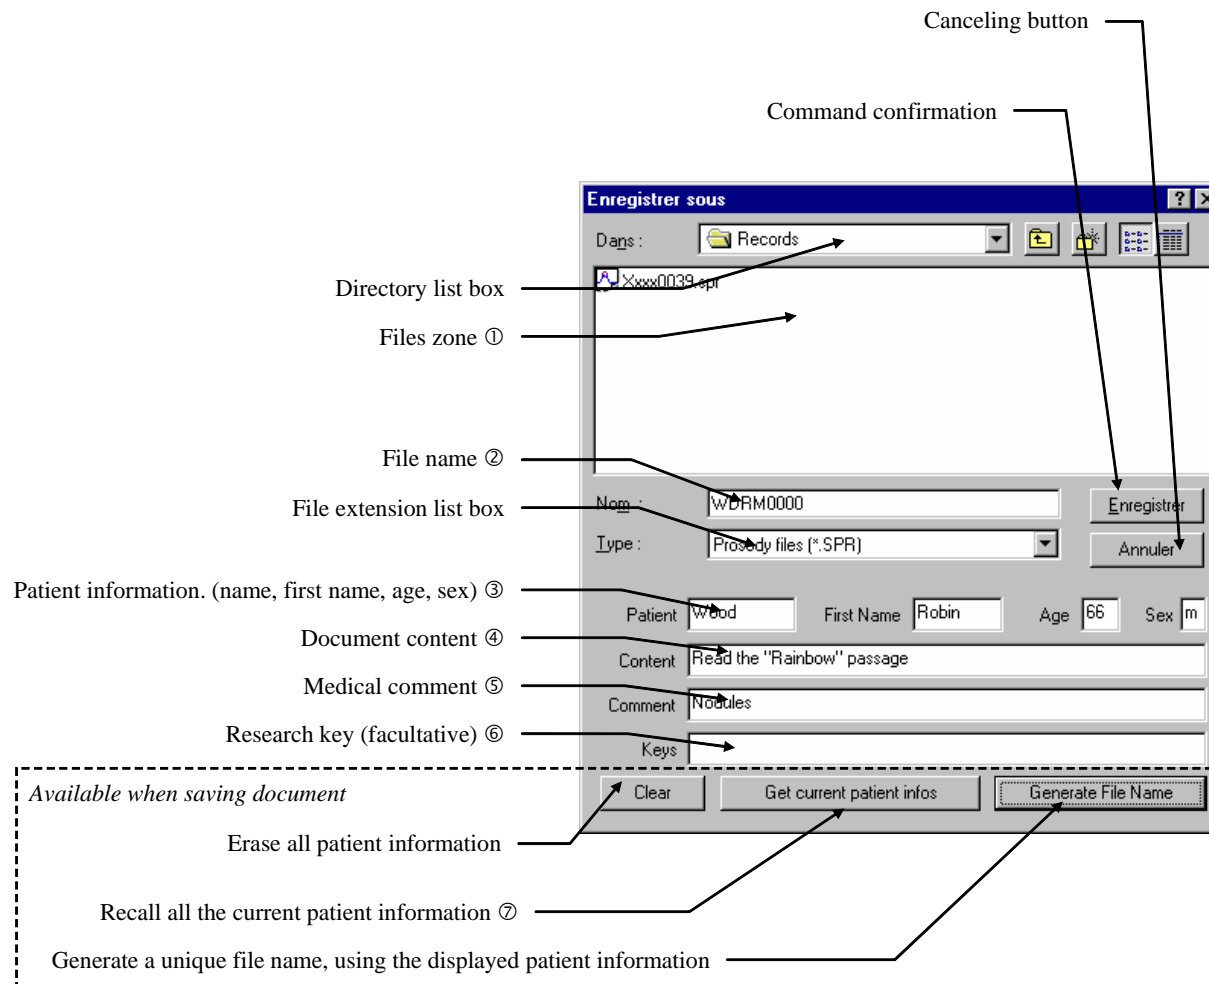 Canceling button
Command confirmation
Enregistrer sous
Dans :
Records
Directory list box
Xxxx0039.spr
Files zone ①
File name ②
Nom :
WDRM0000
Enregistrer
File extension list box
Type :
Prosody files (*.SPR)
Annuler
Patient information. (name, first name, age, sex) ③
Patient
Wood
First Name
Robin
Age
66
Sex
m
Document content ④
Content
Read the "Rainbow" passage
Medical comment ⑤
Comment
Nodules
Research key (facultative) ⑥
Keys
Available when saving document
Clear
Get current patient infos
Generate File Name
Erase all patient information
Recall all the current patient information ⑦
Generate a unique file name, using the displayed patient information